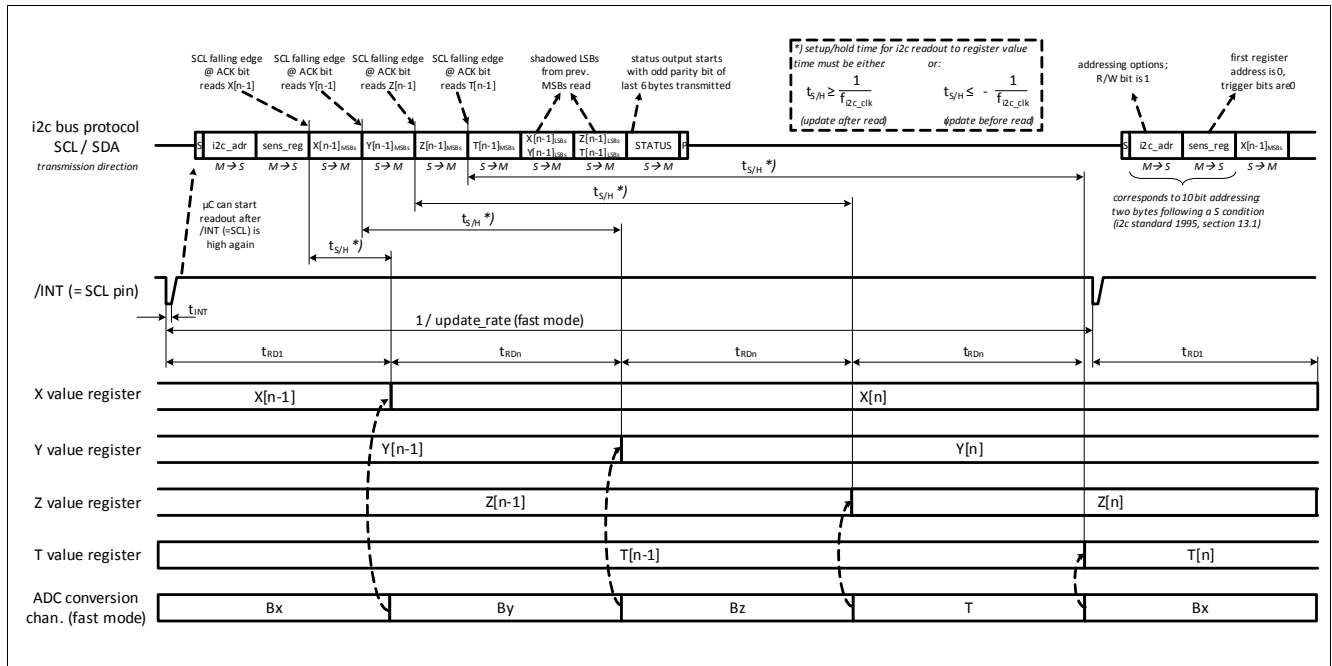 SCL falling edge
@ ACK bit
reads X[n-1]
SCL falling edge
@ ACK bit
reads Y[n-1]
SCL falling edge
@ ACK bit
reads Z[n-1]
SCL falling edge
@ ACK bit
reads T[n-1]
shadowed LSBs
from prev.
MSBs read
status output starts
with odd parity bit of
last 6 bytes transmitted
*) setup/hold time for i2c readout to register value
time must be either: or:
tS/H ≥ 1 / fi2c_clk tS/H ≤ - 1 / fi2c_clk
(update after read) (update before read)
addressing options;
R/W bit is 1
first register
address is 0,
trigger bits are 0
i2c bus protocol
SCL / SDA
transmission direction
S i2c_adr sens_reg X[n-1]MSBs Y[n-1]MSBs Z[n-1]MSBs T[n-1]MSBs X[n-1]LSBs Y[n-1]LSBs Z[n-1]LSBs T[n-1]LSBs STATUS P
M → S M → S S → M S → M S → M S → M S → M S → M S → M
S i2c_adr sens_reg X[n-1]MSBs
M → S M → S S → M
tS/H *)
tS/H *)
tS/H *)
tS/H *)
corresponds to 10 bit addressing:
two bytes following a S condition
(i2c standard 1995, section 13.1)
µC can start
readout after
/INT (=SCL) is
high again
/INT (= SCL pin)
tINT
1 / update_rate (fast mode)
tRD1 tRDn tRDn tRDn tRD1
X value register X[n-1] X[n]
Y value register Y[n-1] Y[n]
Z value register Z[n-1] Z[n]
T value register T[n-1] T[n]
ADC conversion
chan. (fast mode) Bx By Bz T Bx